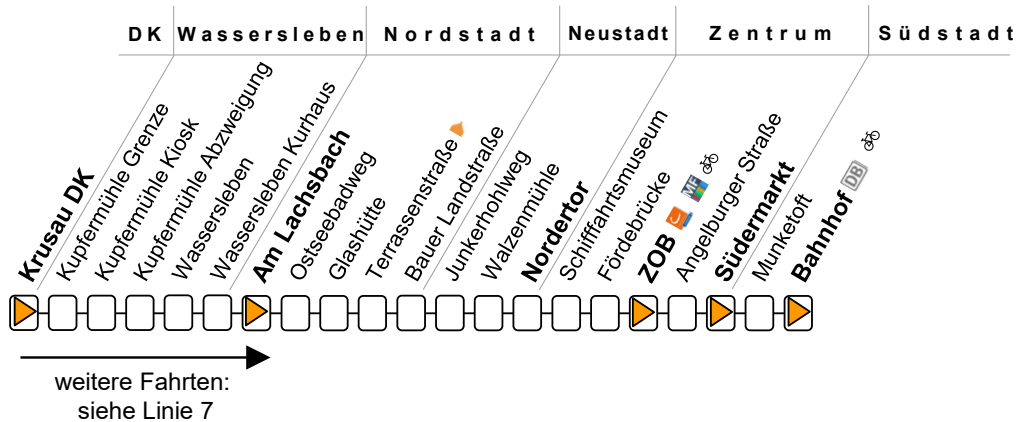 DK Wassersleben Nordstadt Neustadt Zentrum Südstadt
Krusau DK
Kupfermühle Grenze
Kupfermühle Kiosk
Kupfermühle Abzweigung
Wassersleben
Wassersleben Kurhaus
Am Lachsbach
Ostseebadweg
Glashütte
Terrassenstraße
Bauer Landstraße
Junkerhohlweg
Walzenmühle
Nordertor
Schifffahrtsmuseum
Fördebrücke
ZOB MF
Angelburger Straße
Südermarkt
Munketoft
Bahnhof DB
weitere Fahrten:
siehe Linie 7